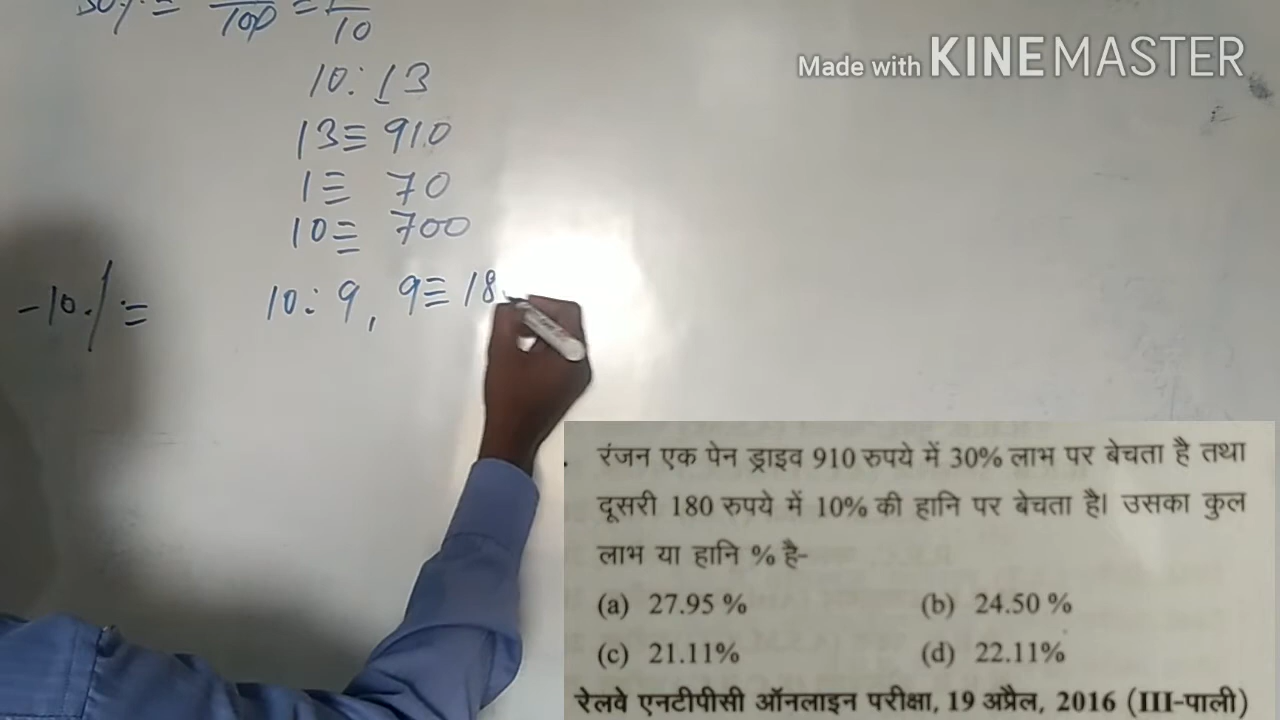 Made with KINEMASTER
30% = 10
10 : 13
13 ≡ 910
1 ≡ 70
10 ≡ 700
-10% = 10 : 9, 9 ≡ 18
रंजन एक पेन ड्राइव 910 रुपये में 30% लाभ पर बेचता है तथा
दूसरी 180 रुपये में 10% की हानि पर बेचता है। उसका कुल
लाभ या हानि % है-
(a) 27.95 % (b) 24.50 %
(c) 21.11% (d) 22.11%
रेलवे एनटीपीसी ऑनलाइन परीक्षा, 19 अप्रैल, 2016 (III-पाली)